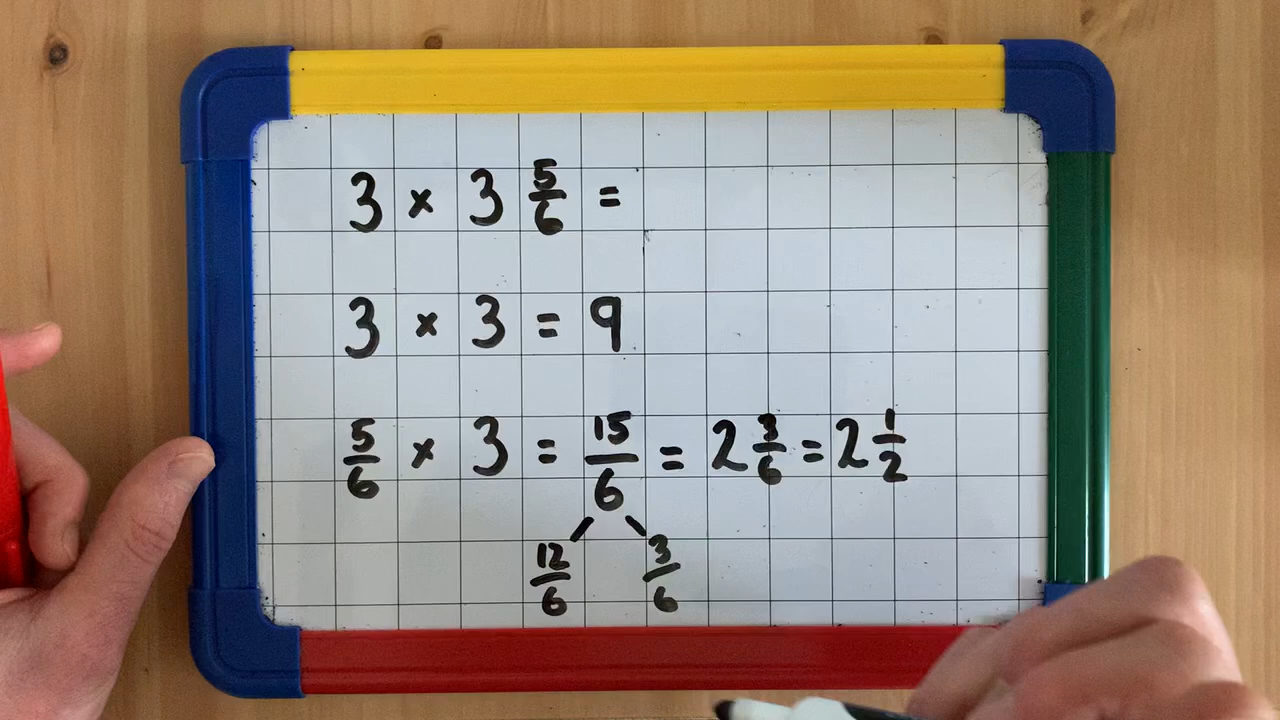 3 × 3 5/6 =
3 × 3 = 9
5/6 × 3 = 15/6 = 2 3/6 = 2 1/2
12/6 3/6